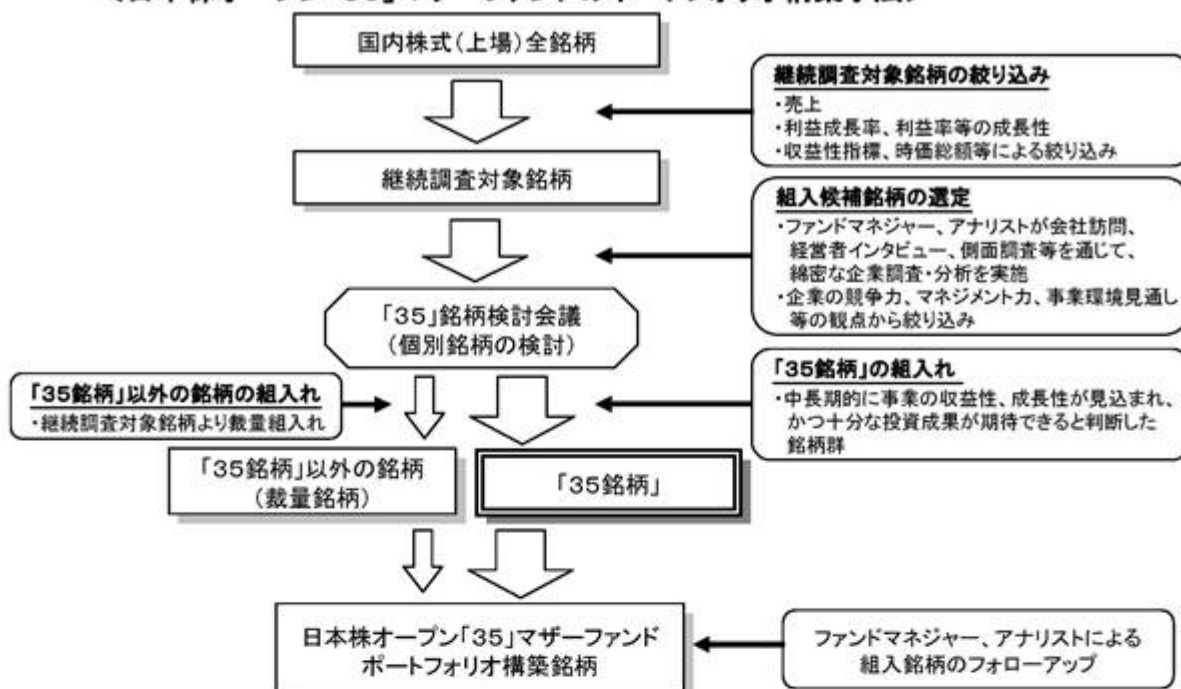 国内株式(上場)全銘柄
継続調査対象銘柄の絞り込み
・売上
・利益成長率、利益率等の成長性
・収益性指標、時価総額等による絞り込み
継続調査対象銘柄
組入候補銘柄の選定
・ファンドマネジャー、アナリストが会社訪問、
経営者インタビュー、側面調査等を通じて、
綿密な企業調査・分析を実施
・企業の競争力、マネジメント力、事業環境見通し
等の観点から絞り込み
「35」銘柄検討会議
(個別銘柄の検討)
「35銘柄」以外の銘柄の組入れ
・継続調査対象銘柄より裁量組入れ
「35銘柄」の組入れ
・中長期的に事業の収益性、成長性が見込まれ、
かつ十分な投資成果が期待できると判断した
銘柄群
「35銘柄」以外の銘柄
(裁量銘柄)
「35銘柄」
日本株オープン「35」マザーファンド
ポートフォリオ構築銘柄
ファンドマネジャー、アナリストによる
組入銘柄のフォローアップ